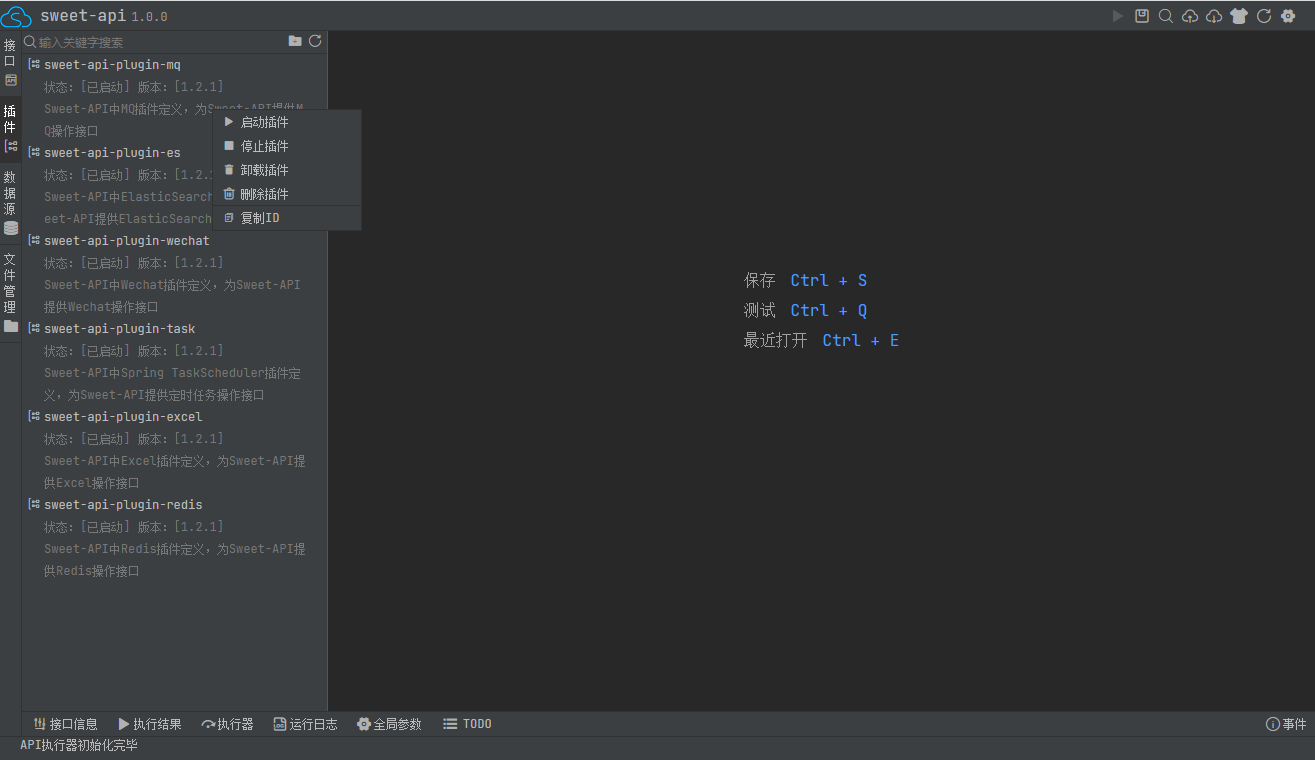 sweet-api 1.0.0
接口
插件
数据源
文件管理
输入关键字搜索
sweet-api-plugin-mq
状态：[已启动] 版本：[1.2.1]
Sweet-API中MQ插件定义，为Sweet-API提供M
Q操作接口
sweet-api-plugin-es
状态：[已启动] 版本：[1.2.
Sweet-API中ElasticSearch
eet-API提供ElasticSearch
启动插件
停止插件
卸载插件
删除插件
复制ID
sweet-api-plugin-wechat
状态：[已启动] 版本：[1.2.1]
Sweet-API中Wechat插件定义，为Sweet-API
提供Wechat操作接口
sweet-api-plugin-task
状态：[已启动] 版本：[1.2.1]
Sweet-API中Spring TaskScheduler插件定
义，为Sweet-API提供定时任务操作接口
sweet-api-plugin-excel
状态：[已启动] 版本：[1.2.1]
Sweet-API中Excel插件定义，为Sweet-API提
供Excel操作接口
sweet-api-plugin-redis
状态：[已启动] 版本：[1.2.1]
Sweet-API中Redis插件定义，为Sweet-API提
供Redis操作接口
保存 Ctrl + S
测试 Ctrl + Q
最近打开 Ctrl + E
接口信息 执行结果 执行器 运行日志 全局参数 TODO 事件
API执行器初始化完毕